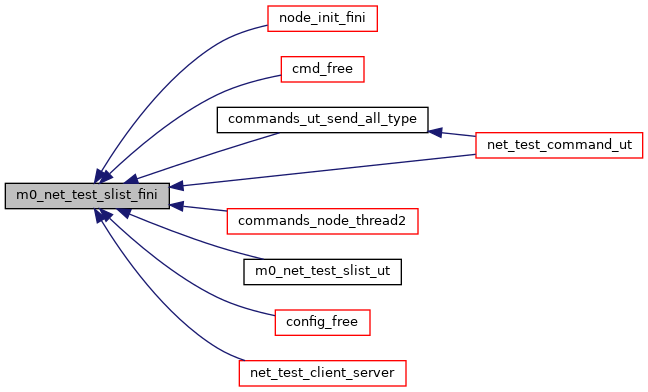 node_init_fini
cmd_free
commands_ut_send_all_type
net_test_command_ut
m0_net_test_slist_fini
commands_node_thread2
m0_net_test_slist_ut
config_free
net_test_client_server